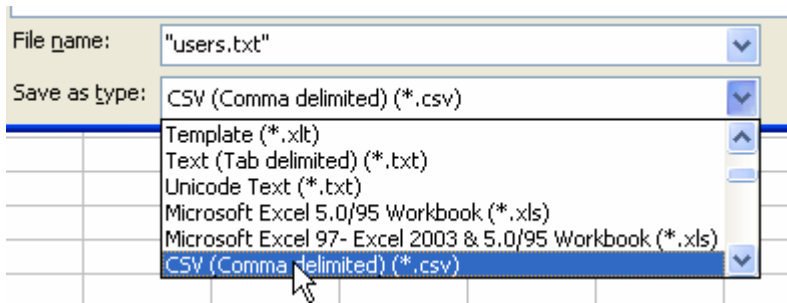 File name: "users.txt"
Save as type: CSV (Comma delimited) (*.csv)
Template (*.xlt)
Text (Tab delimited) (*.txt)
Unicode Text (*.txt)
Microsoft Excel 5.0/95 Workbook (*.xls)
Microsoft Excel 97- Excel 2003 & 5.0/95 Workbook (*.xls)
CSV (Comma delimited) (*.csv)